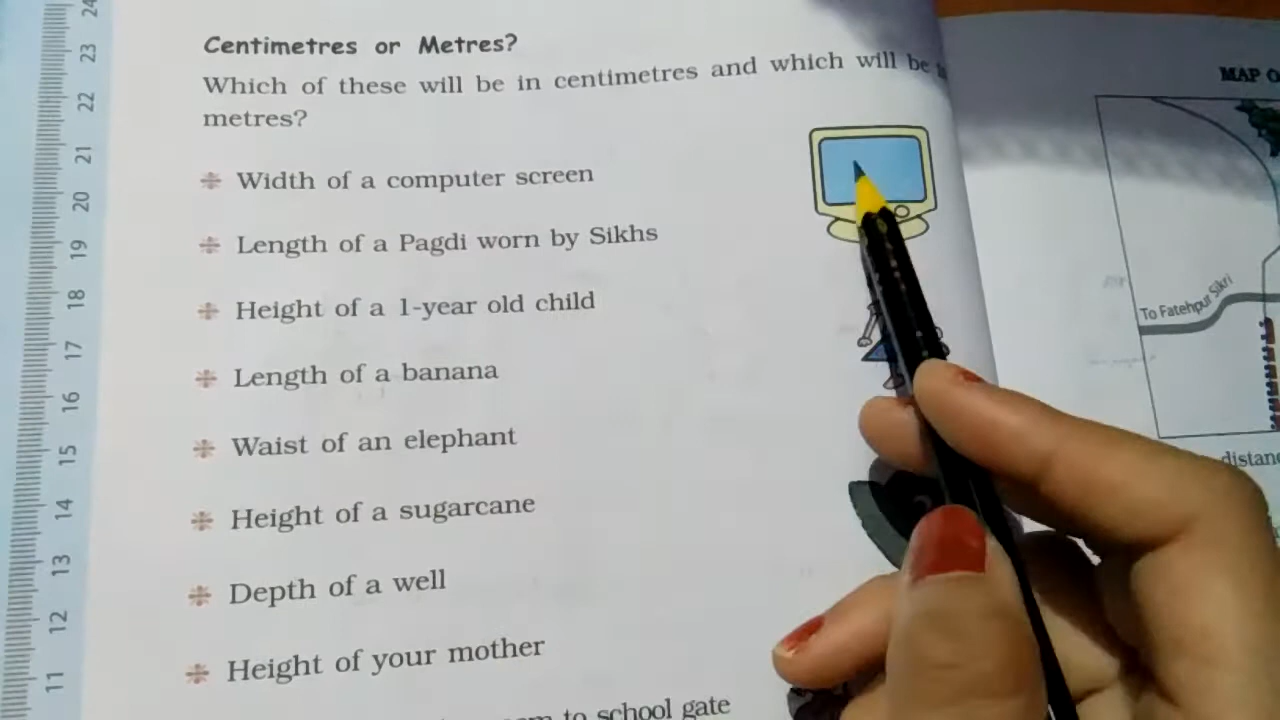 Centimetres or Metres?
Which of these will be in centimetres and which will be
metres?
Width of a computer screen
Length of a Pagdi worn by Sikhs
Height of a 1-year old child
Length of a banana
Waist of an elephant
Height of a sugarcane
Depth of a well
Height of your mother
to school gate
24
23
22
21
20
19
18
17
16
15
14
13
12
11
MAP
To Fatehpur Sikri